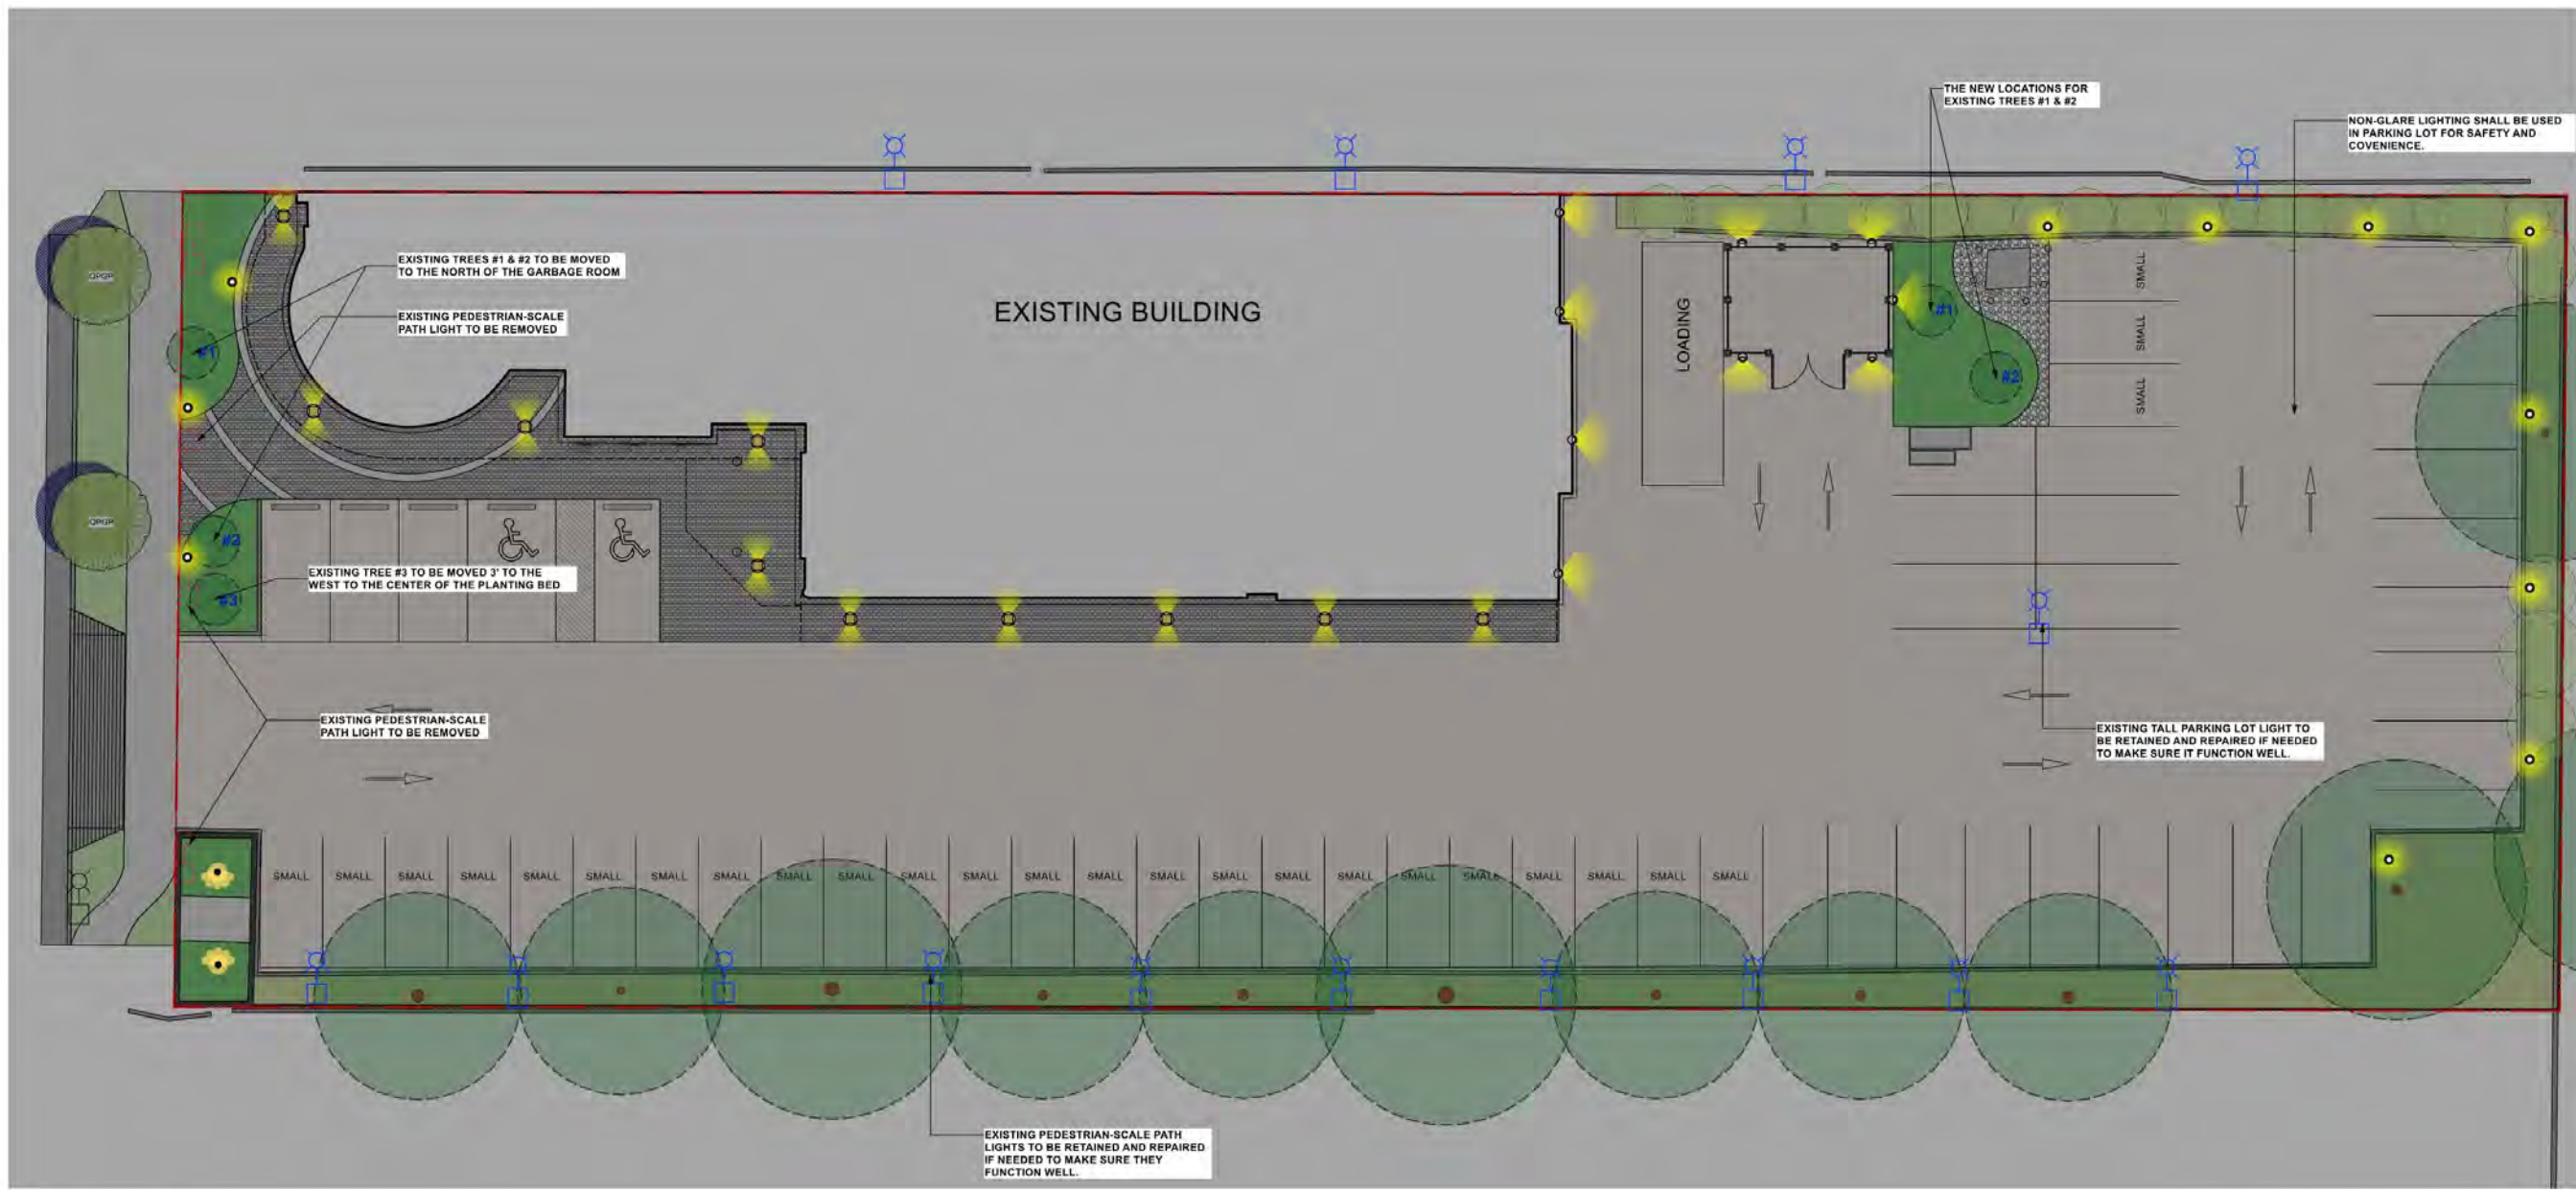 THE NEW LOCATIONS FOR
EXISTING TREES #1 & #2
NON-GLARE LIGHTING SHALL BE USED
IN PARKING LOT FOR SAFETY AND
COVENIENCE.
EXISTING TREES #1 & #2 TO BE MOVED
TO THE NORTH OF THE GARBAGE ROOM
QPGP
EXISTING BUILDING
SMALL
#1
EXISTING PEDESTRIAN-SCALE
PATH LIGHT TO BE REMOVED
LOADING
SMALL
#1
#2
SMALL
QPGP
#2
EXISTING TREE #3 TO BE MOVED 3' TO THE
WEST TO THE CENTER OF THE PLANTING BED
#3
EXISTING PEDESTRIAN-SCALE
PATH LIGHT TO BE REMOVED
EXISTING TALL PARKING LOT LIGHT TO
BE RETAINED AND REPAIRED IF NEEDED
TO MAKE SURE IT FUNCTION WELL.
SMALL SMALL SMALL SMALL SMALL SMALL SMALL SMALL SMALL SMALL SMALL SMALL SMALL SMALL SMALL SMALL SMALL SMALL SMALL SMALL SMALL SMALL SMALL SMALL
EXISTING PEDESTRIAN-SCALE PATH
LIGHTS TO BE RETAINED AND REPAIRED
IF NEEDED TO MAKE SURE THEY
FUNCTION WELL.